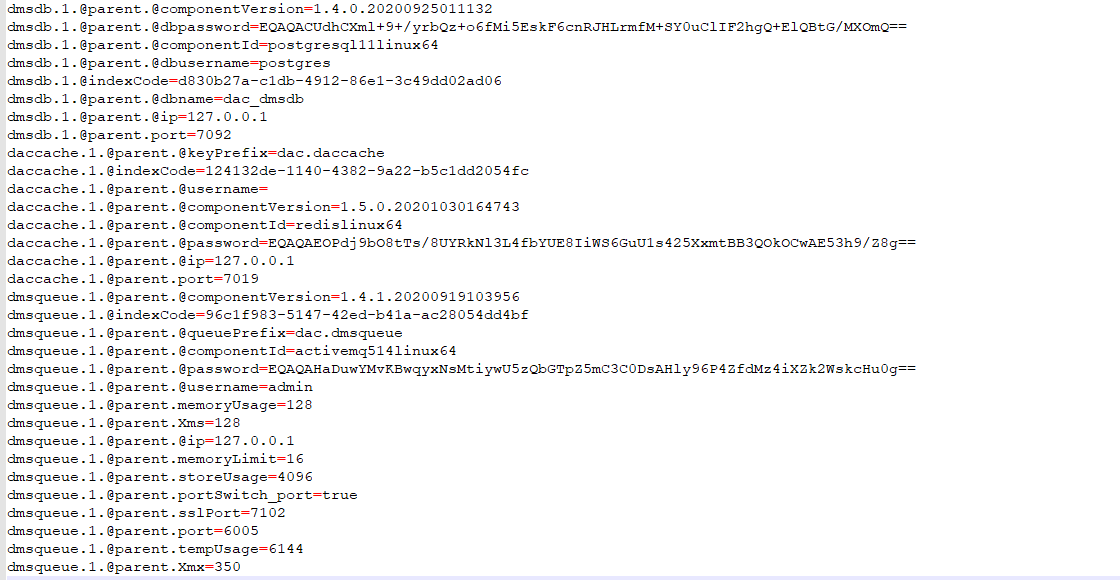 dmsdb.1.@parent.@componentVersion=1.4.0.20200925011132
dmsdb.1.@parent.@dbpassword=EQAQACUdhCXml+9+/yrbQz+o6fMi5EskF6cnRJHLrmfM+SY0uClIF2hgQ+ElQBtG/MXOmQ==
dmsdb.1.@parent.@componentId=postgresql11linux64
dmsdb.1.@parent.@dbusername=postgres
dmsdb.1.@indexCode=d830b27a-c1db-4912-86e1-3c49dd02ad06
dmsdb.1.@parent.@dbname=dac_dmsdb
dmsdb.1.@parent.@ip=127.0.0.1
dmsdb.1.@parent.port=7092
daccache.1.@parent.@keyPrefix=dac.daccache
daccache.1.@indexCode=124132de-1140-4382-9a22-b5c1dd2054fc
daccache.1.@parent.@username=
daccache.1.@parent.@componentVersion=1.5.0.20201030164743
daccache.1.@parent.@componentId=redislinux64
daccache.1.@parent.@password=EQAQAEOPdj9bO8tTs/8UYRkNl3L4fbYUE8IiWS6GuU1s425XxmtBB3QOkOCwAE53h9/Z8g==
daccache.1.@parent.@ip=127.0.0.1
daccache.1.@parent.port=7019
dmsqueue.1.@parent.@componentVersion=1.4.1.20200919103956
dmsqueue.1.@indexCode=96c1f983-5147-42ed-b41a-ac28054dd4bf
dmsqueue.1.@parent.@queuePrefix=dac.dmsqueue
dmsqueue.1.@parent.@componentId=activemq514linux64
dmsqueue.1.@parent.@password=EQAQAHaDuwYMvKBwqyxNsMtiywU5zQbGTpZ5mC3C0DsAHly96P4ZfdMz4iXZk2WskcHu0g==
dmsqueue.1.@parent.@username=admin
dmsqueue.1.@parent.memoryUsage=128
dmsqueue.1.@parent.Xms=128
dmsqueue.1.@parent.@ip=127.0.0.1
dmsqueue.1.@parent.memoryLimit=16
dmsqueue.1.@parent.storeUsage=4096
dmsqueue.1.@parent.portSwitch_port=true
dmsqueue.1.@parent.sslPort=7102
dmsqueue.1.@parent.port=6005
dmsqueue.1.@parent.tempUsage=6144
dmsqueue.1.@parent.Xmx=350